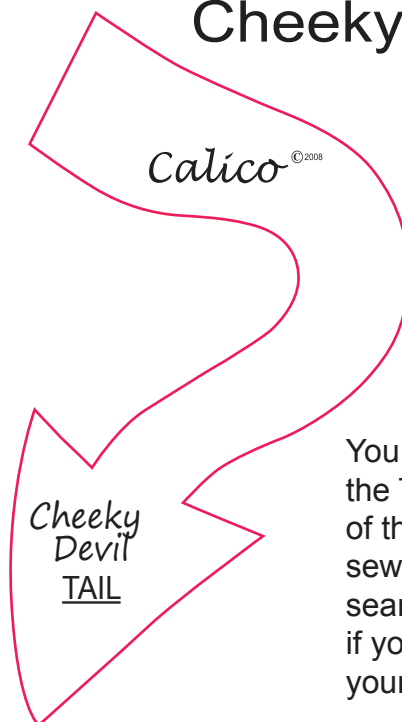 Cheeky
Calico ©2008
Cheeky
Devil
TAIL
You
the
of th
sew
sear
if yo
your